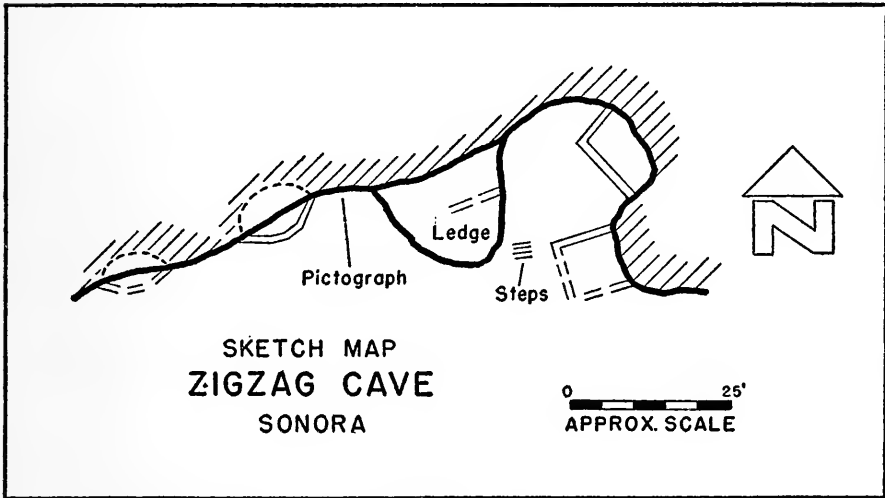 Ledge
Pictograph
Steps
N
SKETCH MAP
ZIGZAG CAVE
SONORA
0 25'
APPROX. SCALE